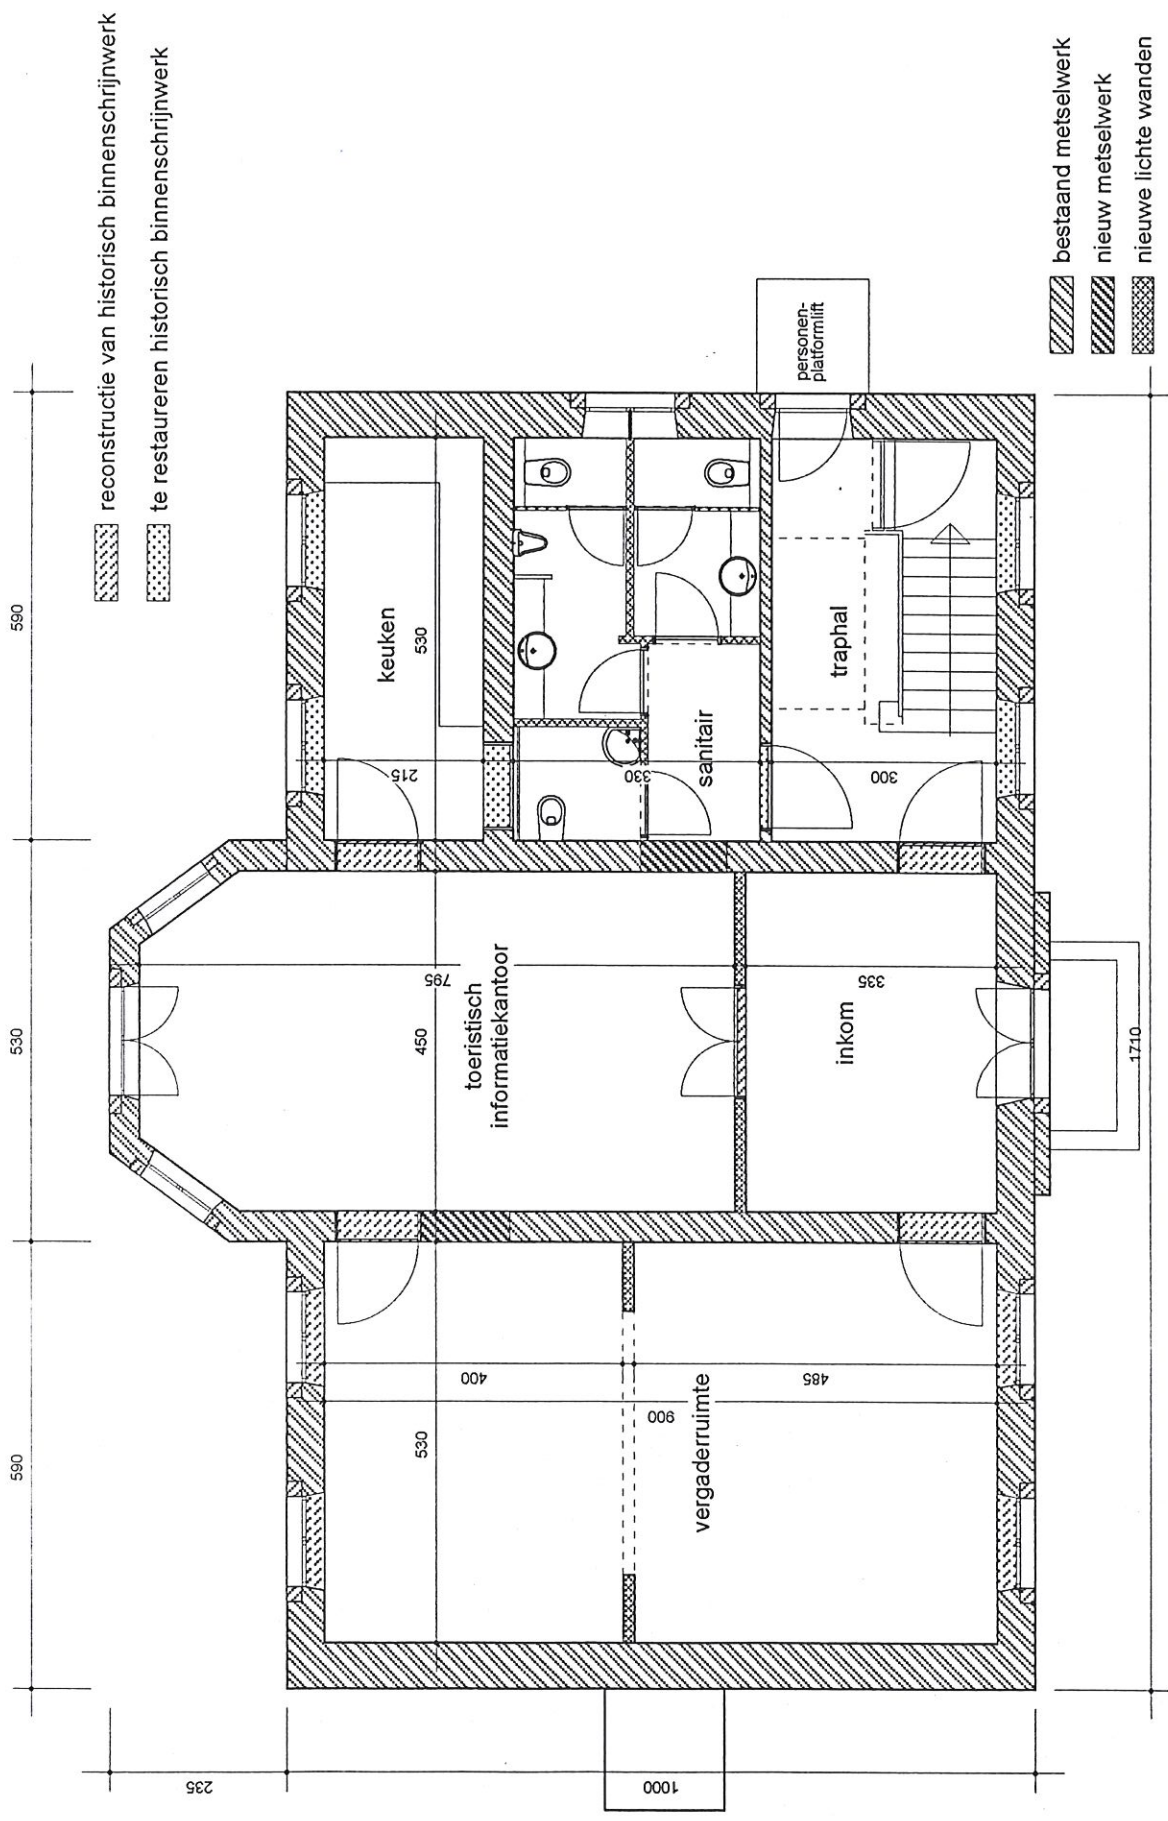 reconstructie van historisch binnenschrijnwerk
te restaureren historisch binnenschrijnwerk
590
530
590
keuken
530
215
330
300
sanitair
traphal
personen-
platformlift
795
450
toeristisch
informatiekantoor
335
inkom
400
485
900
530
vergaderruimte
235
1000
1710
bestaand metselwerk
nieuw metselwerk
nieuwe lichte wanden